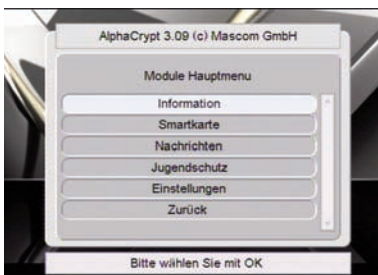 AlphaCrypt 3.09 (c) Mascom GmbH
Module Hauptmenu
Information
Smartkarte
Nachrichten
Jugendschutz
Einstellungen
Zurück
Bitte wählen Sie mit OK